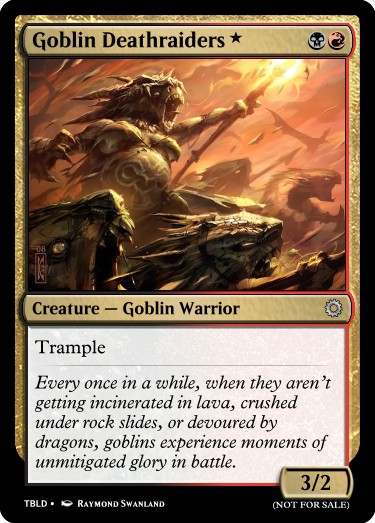 Goblin Deathraiders★
Creature — Goblin Warrior
Trample
Every once in a while, when they aren't
getting incinerated in lava, crushed
under rock slides, or devoured by
dragons, goblins experience moments of
unmitigated glory in battle.
3/2
TBLD • Raymond Swanland
(NOT FOR SALE)